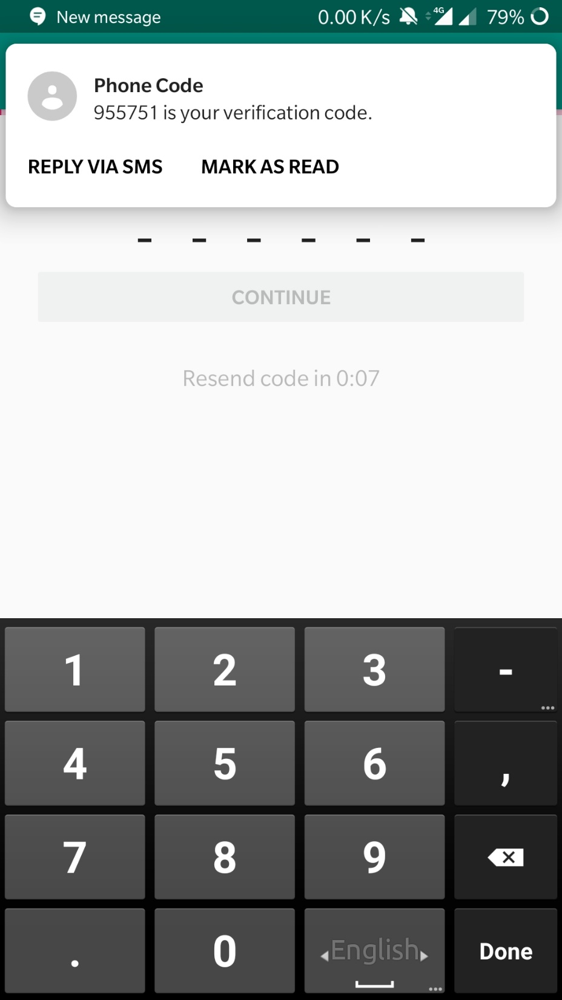 New message 0.00 K/s 4G 79%
Phone Code
955751 is your verification code.
REPLY VIA SMS MARK AS READ
- - - - - -
CONTINUE
Resend code in 0:07
1 2 3 -
4 5 6 ,
7 8 9
. 0 English Done